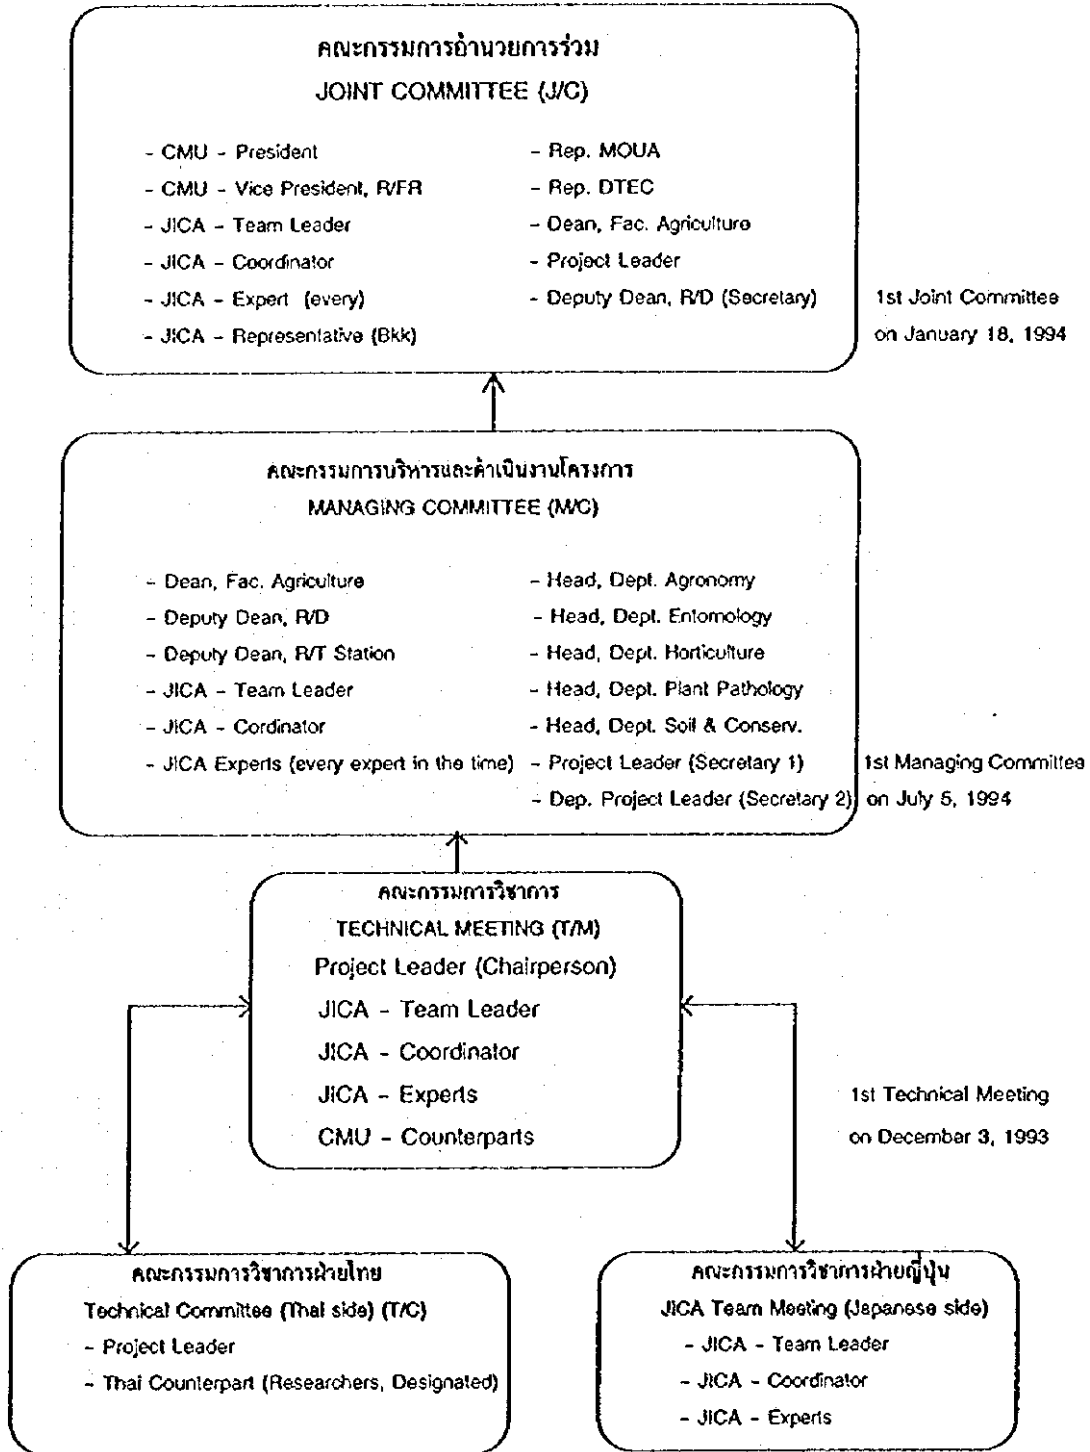 คณะกรรมการอำนวยการร่วม
JOINT COMMITTEE (J/C)
- CMU - President
- CMU - Vice President, R/FR
- JICA - Team Leader
- JICA - Coordinator
- JICA - Expert (every)
- JICA - Representative (Bkk)
- Rep. MOUA
- Rep. DTEC
- Dean, Fac. Agriculture
- Project Leader
- Deputy Dean, R/D (Secretary)
1st Joint Committee
on January 18, 1994
คณะกรรมการบริหารและดำเนินงานโครงการ
MANAGING COMMITTEE (M/C)
- Dean, Fac. Agriculture
- Deputy Dean, R/D
- Deputy Dean, R/T Station
- JICA - Team Leader
- JICA - Cordinator
- JICA Experts (every expert in the time)
- Head, Dept. Agronomy
- Head, Dept. Entomology
- Head, Dept. Horticulture
- Head, Dept. Plant Pathology
- Head, Dept. Soil & Conserv.
- Project Leader (Secretary 1)
- Dep. Project Leader (Secretary 2)
1st Managing Committee
on July 5, 1994
คณะกรรมการวิชาการ
TECHNICAL MEETING (T/M)
Project Leader (Chairperson)
JICA - Team Leader
JICA - Coordinator
JICA - Experts
CMU - Counterparts
1st Technical Meeting
on December 3, 1993
คณะกรรมการวิชาการฝ่ายไทย
Technical Committee (Thai side) (T/C)
- Project Leader
- Thai Counterpart (Researchers, Designated)
คณะกรรมการวิชาการฝ่ายญี่ปุ่น
JICA Team Meeting (Japanese side)
- JICA - Team Leader
- JICA - Coordinator
- JICA - Experts